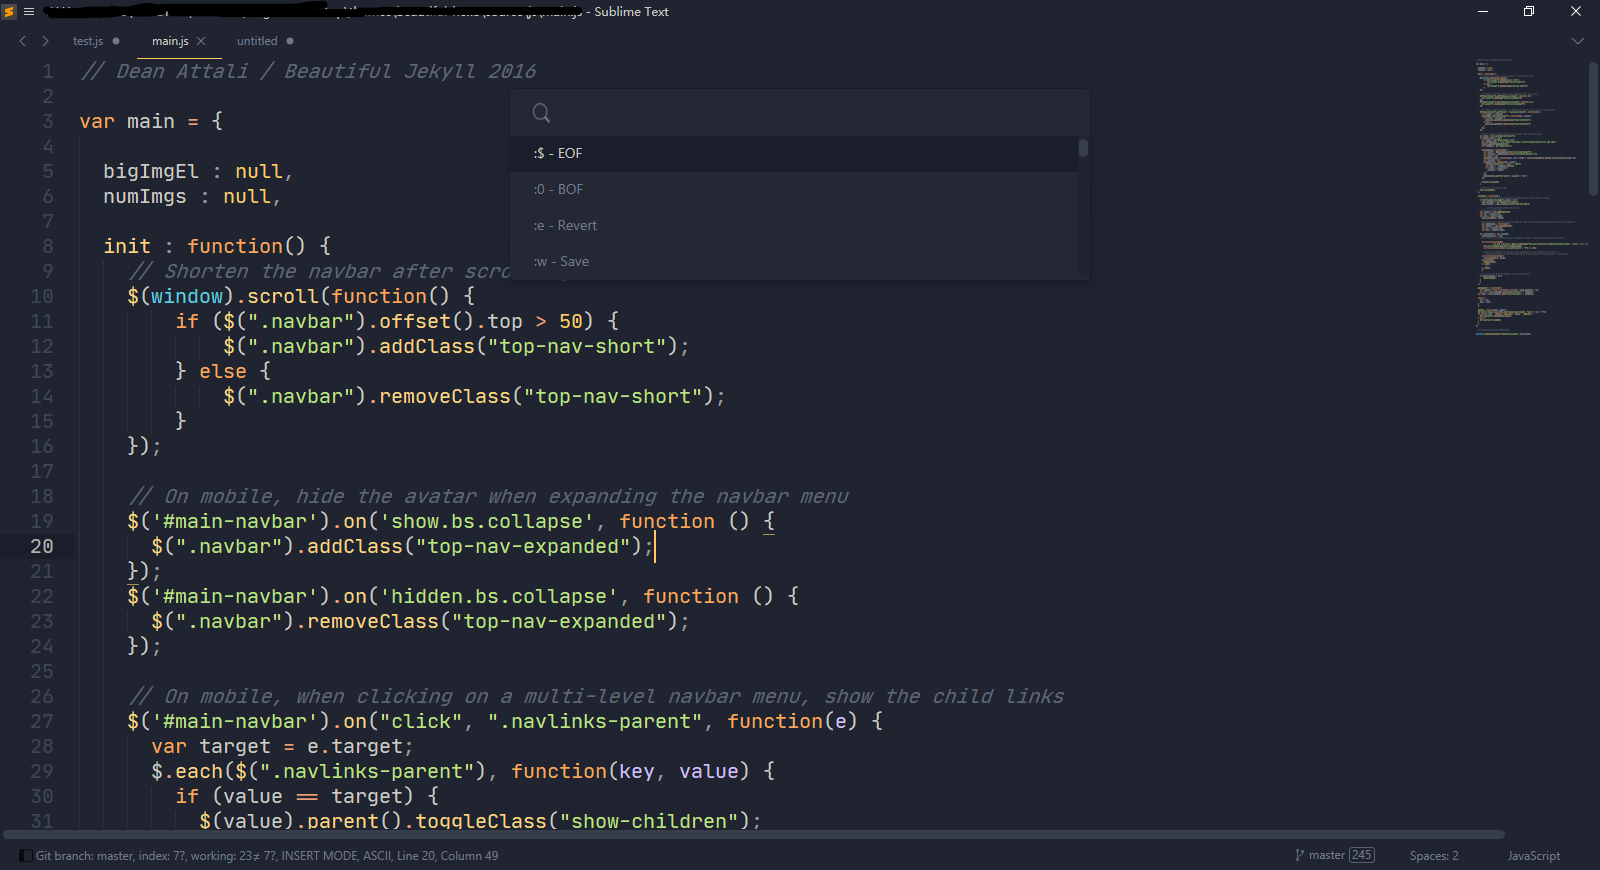 - Sublime Text
test.js
main.js
untitled
1 // Dean Attali / Beautiful Jekyll 2016
2
3 var main = {
4
5 bigImgEl : null,
6 numImgs : null,
7
8 init : function() {
9 // Shorten the navbar after
10 $(window).scroll(function() {
11 if ($(".navbar").offset().top > 50) {
12 $(".navbar").addClass("top-nav-short");
13 } else {
14 $(".navbar").removeClass("top-nav-short");
15 }
16 });
17
18 // On mobile, hide the avatar when expanding the navbar menu
19 $('#main-navbar').on('show.bs.collapse', function () {
20 $(".navbar").addClass("top-nav-expanded");
21 });
22 $('#main-navbar').on('hidden.bs.collapse', function () {
23 $(".navbar").removeClass("top-nav-expanded");
24 });
25
26 // On mobile, when clicking on a multi-level navbar menu, show the child links
27 $('#main-navbar').on("click", ".navlinks-parent", function(e) {
28 var target = e.target;
29 $.each($(".navlinks-parent"), function(key, value) {
30 if (value == target) {
31 $(value).parent().toggleClass("show-children");
:$ - EOF
:0 - BOF
:e - Revert
:w - Save
Git branch: master, index: 7?, working: 23≠ 7?, INSERT MODE, ASCII, Line 20, Column 49
master 245
Spaces: 2
JavaScript